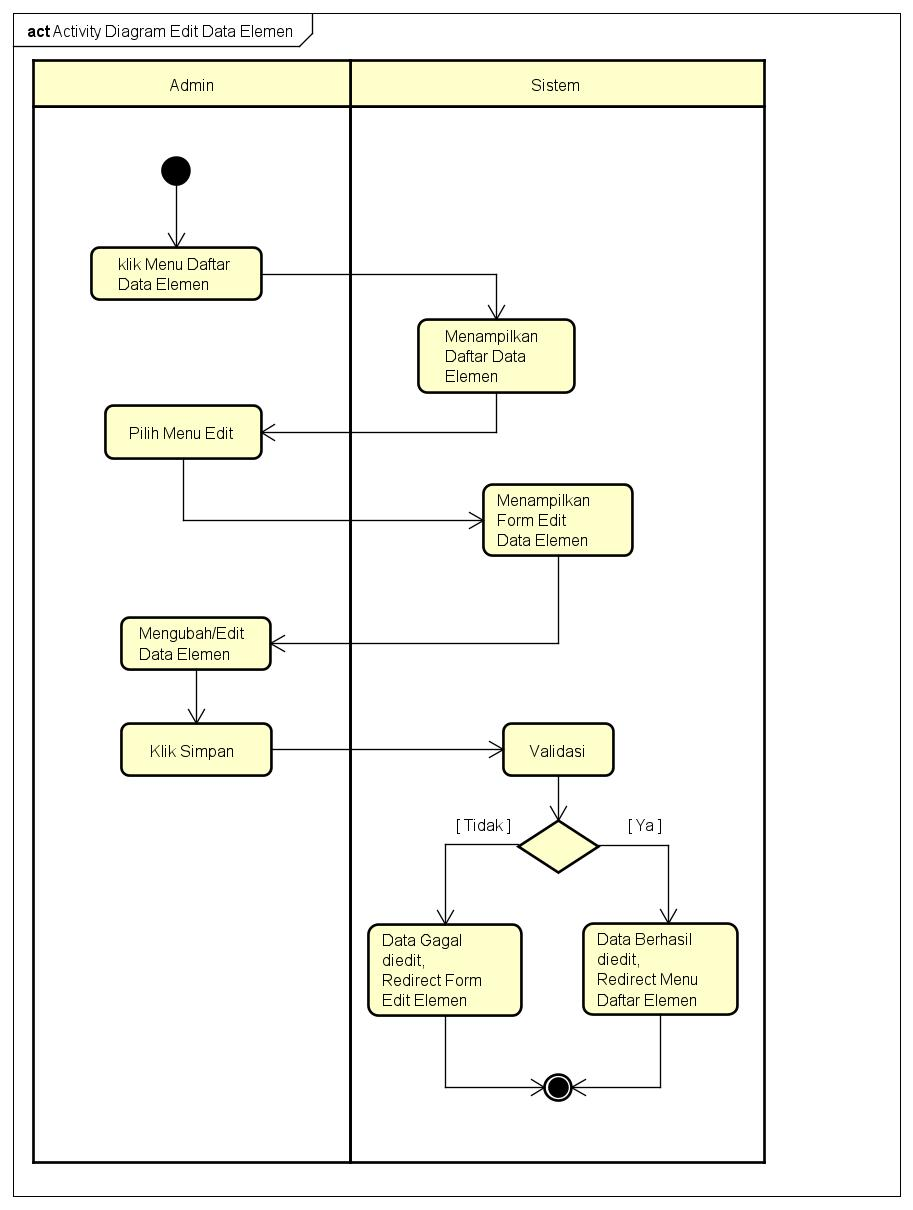 act Activity Diagram Edit Data Elemen
Admin
Sistem
klik Menu Daftar
Data Elemen
Menampilkan
Daftar Data
Elemen
Pilih Menu Edit
Menampilkan
Form Edit
Data Elemen
Mengubah/Edit
Data Elemen
Klik Simpan
Validasi
[ Tidak ]
[ Ya ]
Data Gagal
diedit,
Redirect Form
Edit Elemen
Data Berhasil
diedit,
Redirect Menu
Daftar Elemen